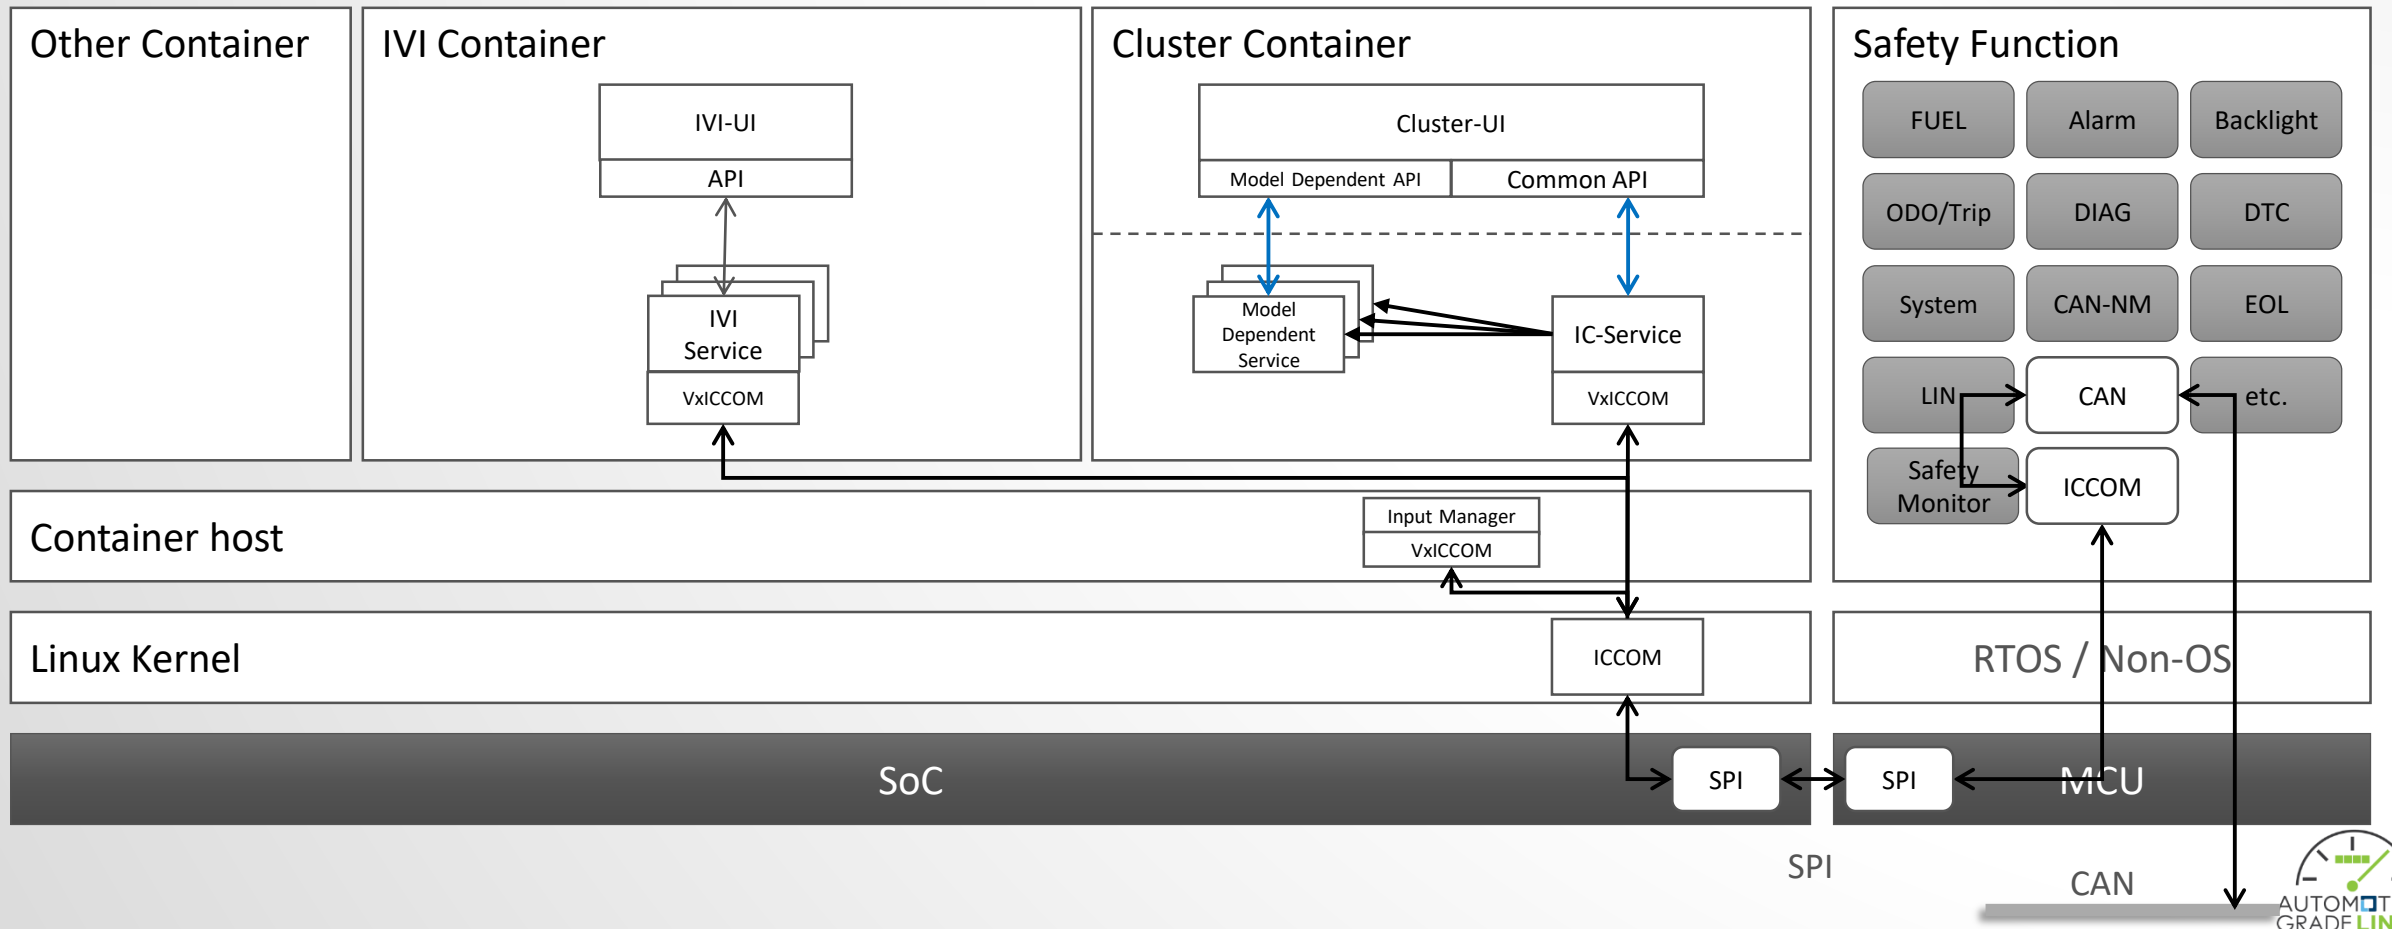 Other Container
IVI Container
IVI-UI
API
IVI
Service
VxICCOM
Cluster Container
Cluster-UI
Model Dependent API
Common API
Model
Dependent
Service
IC-Service
VxICCOM
Safety Function
FUEL
Alarm
Backlight
ODO/Trip
DIAG
DTC
System
CAN-NM
EOL
LIN
CAN
etc.
Safety
Monitor
ICCOM
Container host
Input Manager
VxICCOM
Linux Kernel
ICCOM
RTOS / Non-OS
SoC
SPI
SPI
MCU
SPI
CAN
AUTOMOT
GRADE LIN